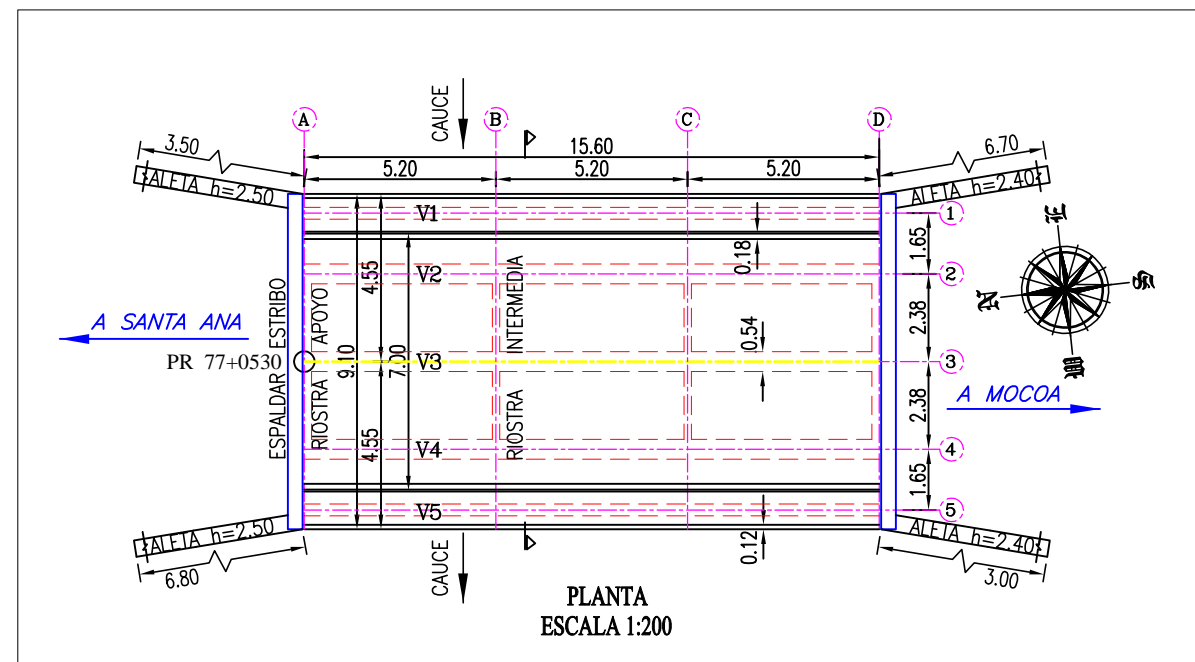 A
B
C
D
CAUCE
15.60
5.20
5.20
5.20
3.50
6.70
ALETA h=2.50
ALETA h=2.40
V1
1
1.65
0.18
V2
2
4.55
2.38
ESPALDAR ESTRIBO
RIOSTRA APOYO
RIOSTRA INTERMEDIA
A SANTA ANA
PR 77+0530
9.10
7.00
V3
0.54
3
A MOCOA
2.38
4.55
V4
4
1.65
V5
5
0.12
ALETA h=2.50
ALETA h=2.40
6.80
3.00
CAUCE
PLANTA
ESCALA 1:200